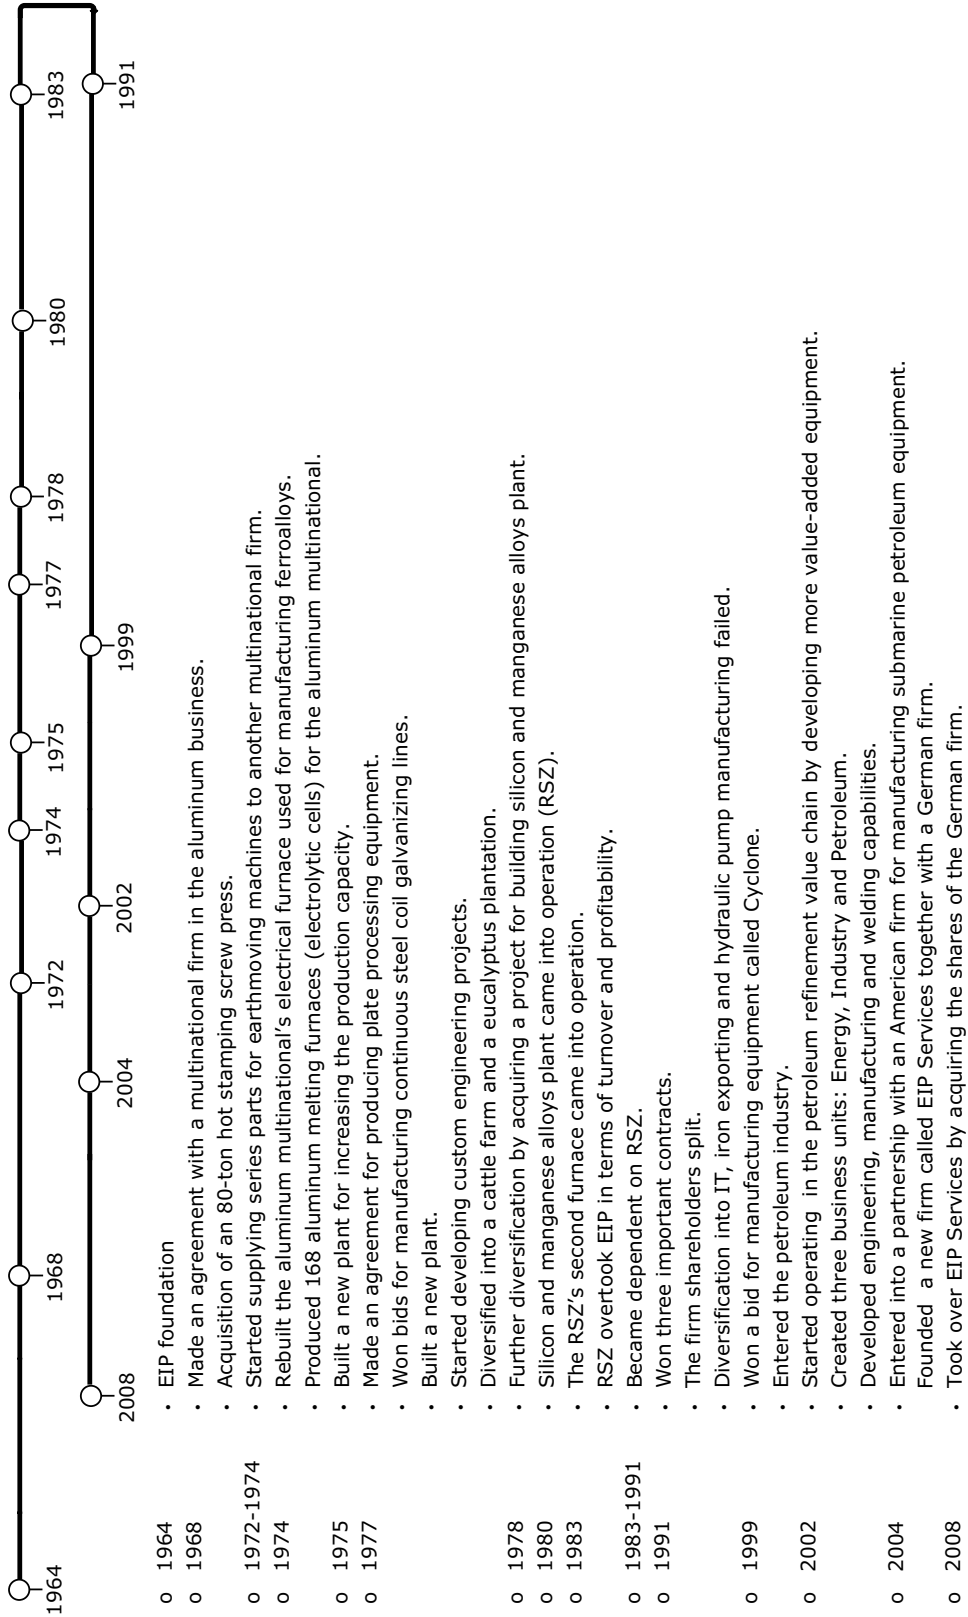 1964
1968
1972
1974
1975
1977
1978
1980
1983
2008
2004
2002
1999
1991
o 1964 • EIP foundation
o 1968 • Made an agreement with a multinational firm in the aluminum business.
• Acquisition of an 80-ton hot stamping screw press.
o 1972-1974 • Started supplying series parts for earthmoving machines to another multinational firm.
o 1974 • Rebuilt the aluminum multinational's electrical furnace used for manufacturing ferroalloys.
• Produced 168 aluminum melting furnaces (electrolytic cells) for the aluminum multinational.
o 1975 • Built a new plant for increasing the production capacity.
o 1977 • Made an agreement for producing plate processing equipment.
• Won bids for manufacturing continuous steel coil galvanizing lines.
• Built a new plant.
• Started developing custom engineering projects.
• Diversified into a cattle farm and a eucalyptus plantation.
o 1978 • Further diversification by acquiring a project for building silicon and manganese alloys plant.
o 1980 • Silicon and manganese alloys plant came into operation (RSZ).
o 1983 • The RSZ's second furnace came into operation.
• RSZ overtook EIP in terms of turnover and profitability.
o 1983-1991 • Became dependent on RSZ.
o 1991 • Won three important contracts.
• The firm shareholders split.
• Diversification into IT, iron exporting and hydraulic pump manufacturing failed.
o 1999 • Won a bid for manufacturing equipment called Cyclone.
• Entered the petroleum industry.
o 2002 • Started operating in the petroleum refinement value chain by developing more value-added equipment.
• Created three business units: Energy, Industry and Petroleum.
• Developed engineering, manufacturing and welding capabilities.
o 2004 • Entered into a partnership with an American firm for manufacturing submarine petroleum equipment.
Founded a new firm called EIP Services together with a German firm.
o 2008 • Took over EIP Services by acquiring the shares of the German firm.